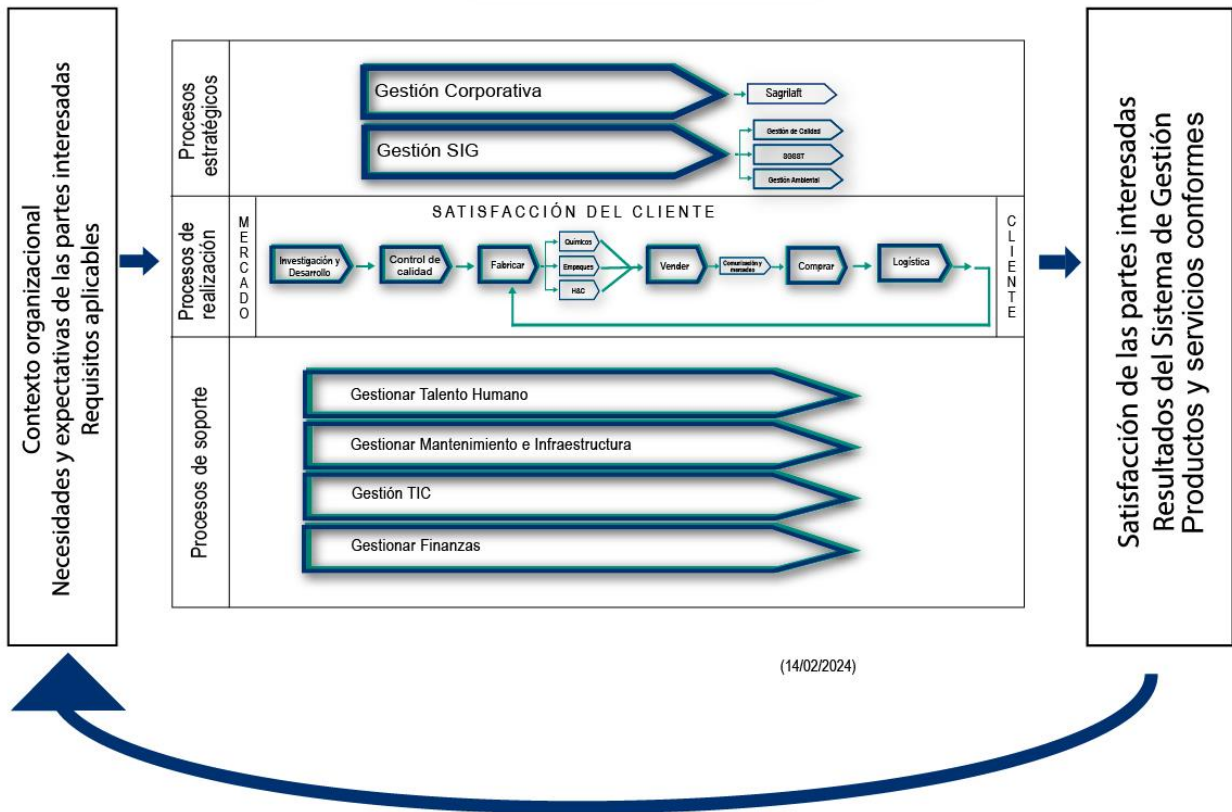 Contexto organizacional
Necesidades y expectativas de las partes interesadas
Requisitos aplicables
Procesos
estratégicos
Gestión Corporativa
Sagrilaft
Gestión SIG
Gestión de Calidad
SGSST
Gestión Ambiental
Procesos de
realización
MERCADO
SATISFACCIÓN DEL CLIENTE
Investigación y
Desarrollo
Control de
calidad
Fabricar
Químicos
Empaques
H&C
Vender
Comunización y
mercadeo
Comprar
Logística
CLIENTE
Procesos de soporte
Gestionar Talento Humano
Gestionar Mantenimiento e Infraestructura
Gestión TIC
Gestionar Finanzas
Satisfacción de las partes interesadas
Resultados del Sistema de Gestión
Productos y servicios conformes
(14/02/2024)